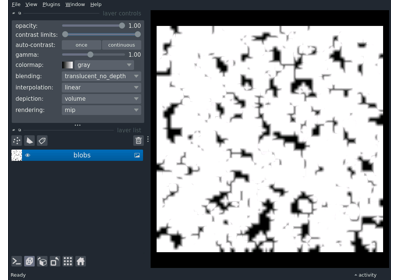 File View Plugins Window Help
layer controls
opacity: 1.00
contrast limits:
auto-contrast: once continuous
gamma: 1.00
colormap: gray
blending: translucent_no_depth
interpolation: linear
depiction: volume
rendering: mip
layer list
blobs
Ready activity